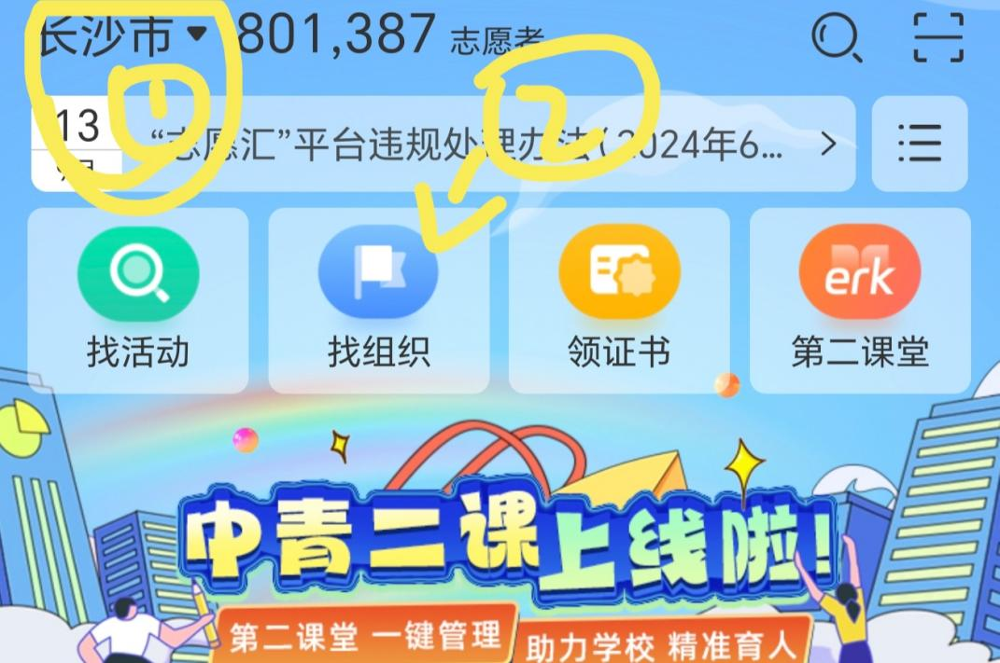 长沙市 801,387 志愿者
①
②
13
“志愿汇”平台违规处理办法(2024年6...
找活动 找组织 领证书 erk 第二课堂
中青二课上线啦!
第二课堂 一键管理
助力学校 精准育人